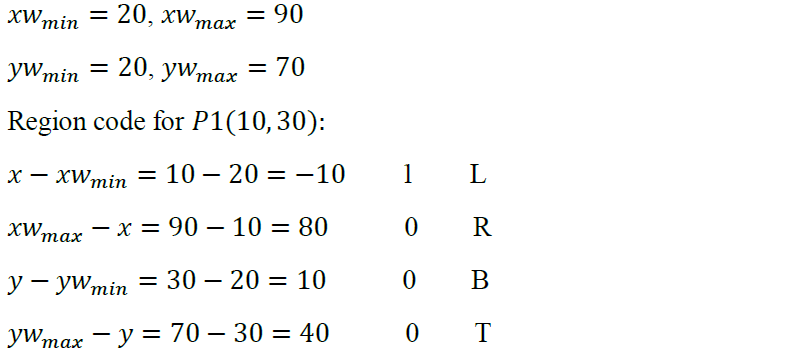 xw_min = 20, xw_max = 90
yw_min = 20, yw_max = 70
Region code for P1(10, 30):
x − xw_min = 10 − 20 = −10 1 L
xw_max − x = 90 − 10 = 80 0 R
y − yw_min = 30 − 20 = 10 0 B
yw_max − y = 70 − 30 = 40 0 T